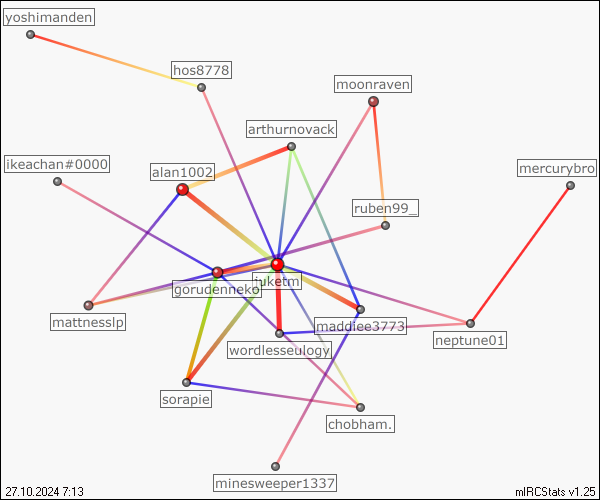 yoshimanden
hos8778
moonraven
arthurnovack
ikeachan#0000
alan1002
mercurybro
ruben99_
gorudenneko
mattnesslp
maddiee3773
wordlesseulogy
neptune01
sorapie
chobham.
minesweeper1337
27.10.2024 7:13
mIRCStats v1.25